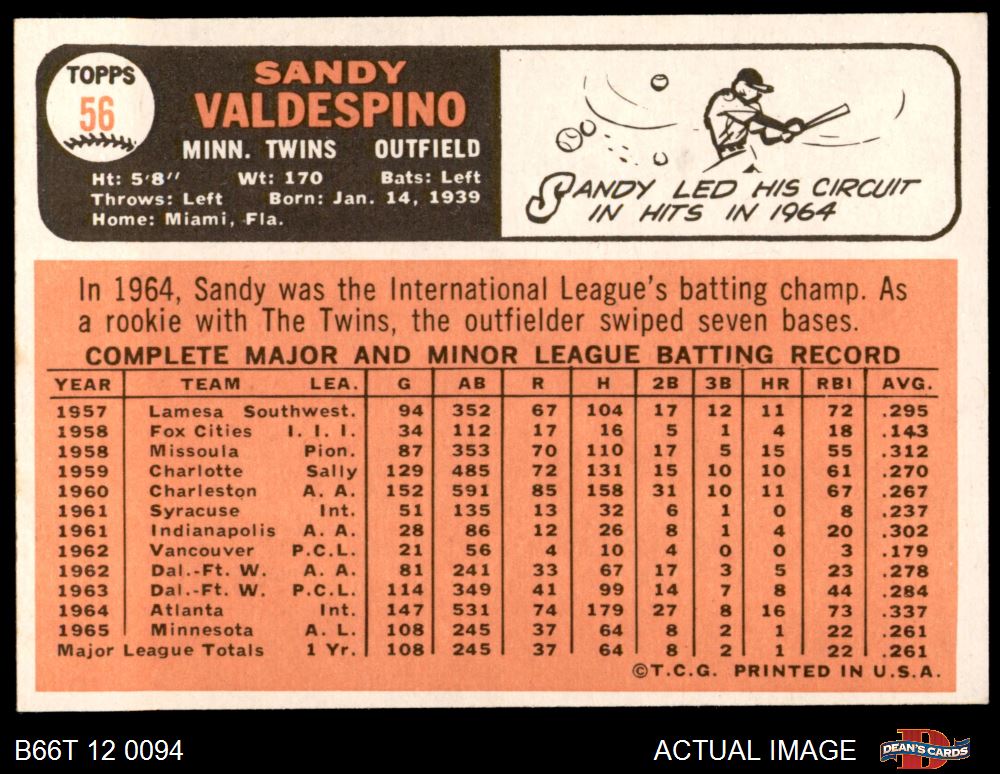 TOPPS
56
SANDY
VALDESPINO
MINN. TWINS OUTFIELD
Ht: 5'8'' Wt: 170 Bats: Left
Throws: Left Born: Jan. 14, 1939
Home: Miami, Fla.
SANDY LED HIS CIRCUIT
IN HITS IN 1964
In 1964, Sandy was the International League's batting champ. As
a rookie with The Twins, the outfielder swiped seven bases.
COMPLETE MAJOR AND MINOR LEAGUE BATTING RECORD
YEAR TEAM LEA. G AB R H 2B 3B HR RBI AVG.
1957 Lamesa Southwest. 94 352 67 104 17 12 11 72 .295
1958 Fox Cities I. I. I. 34 112 17 16 5 1 4 18 .143
1958 Missoula Pion. 87 353 70 110 17 5 15 55 .312
1959 Charlotte Sally 129 485 72 131 15 10 10 61 .270
1960 Charleston A. A. 152 591 85 158 31 10 11 67 .267
1961 Syracuse Int. 51 135 13 32 6 1 0 8 .237
1961 Indianapolis A. A. 28 86 12 26 8 1 4 20 .302
1962 Vancouver P.C.L. 21 56 4 10 4 0 0 3 .179
1962 Dal.-Ft. W. A. A. 81 241 33 67 17 3 5 23 .278
1963 Dal.-Ft. W. P.C.L. 114 349 41 99 14 7 8 44 .284
1964 Atlanta Int. 147 531 74 179 27 8 16 73 .337
1965 Minnesota A. L. 108 245 37 64 8 2 1 22 .261
Major League Totals 1 Yr. 108 245 37 64 8 2 1 22 .261
©T.C.G. PRINTED IN U.S.A.
B66T 12 0094 ACTUAL IMAGE DEAN'S CARDS